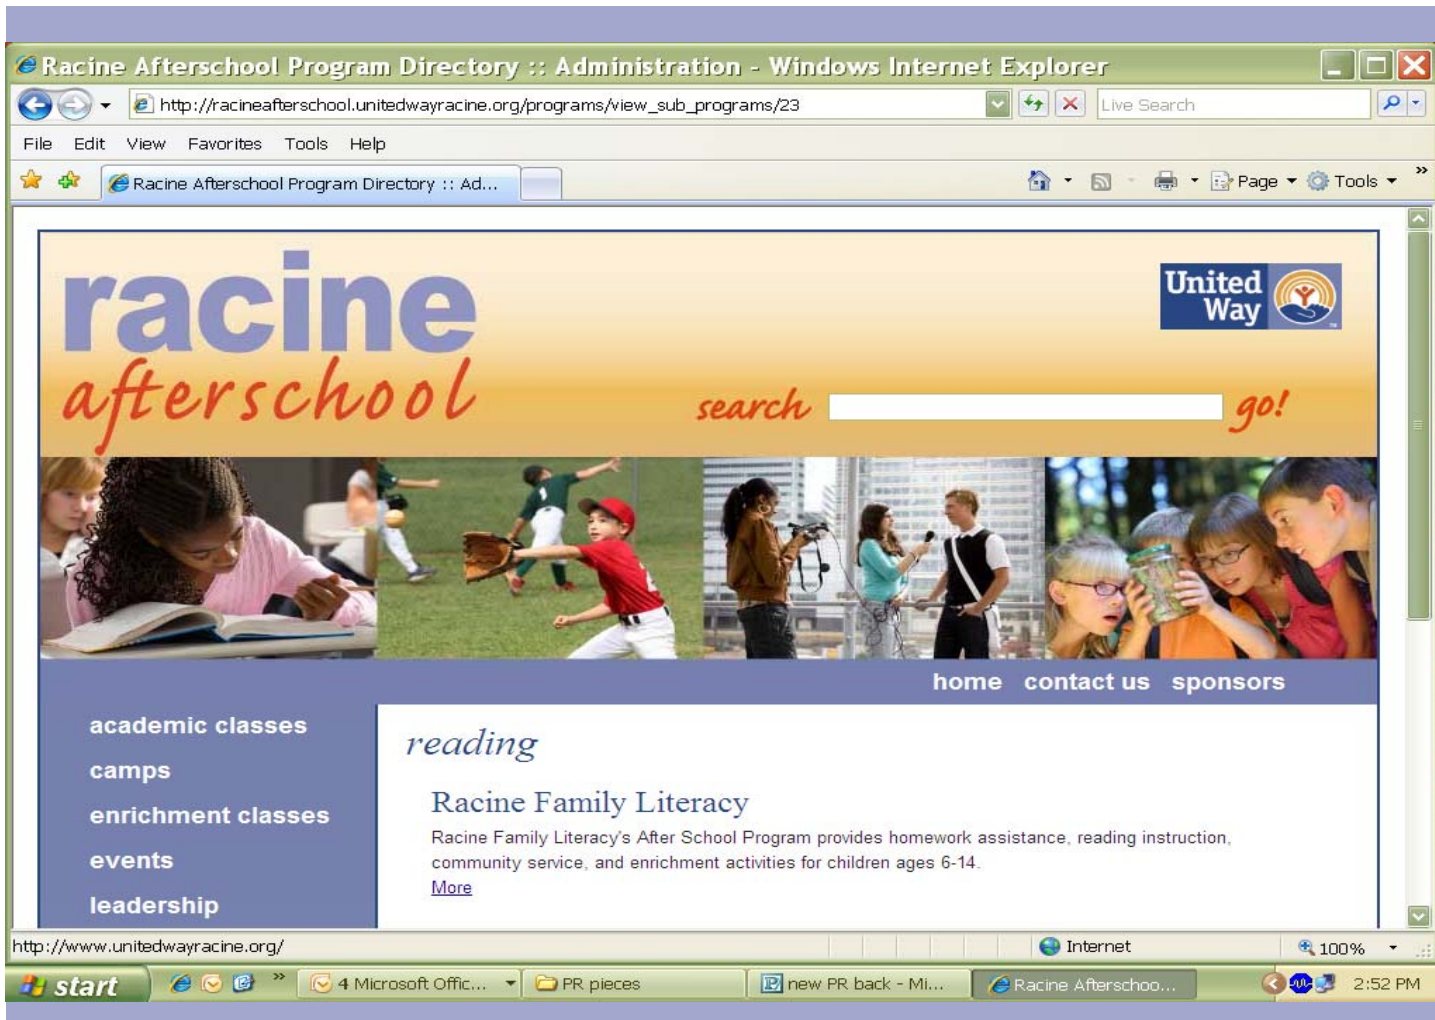 Racine Afterschool Program Directory :: Administration - Windows Internet Explorer
http://racineafterschool.unitedwayracine.org/programs/view_sub_programs/23
Live Search
File Edit View Favorites Tools Help
Racine Afterschool Program Directory :: Ad...
Page Tools »
racine
afterschool
United
Way
search go!
home contact us sponsors
academic classes
camps
enrichment classes
events
leadership
reading
Racine Family Literacy
Racine Family Literacy's After School Program provides homework assistance, reading instruction,
community service, and enrichment activities for children ages 6-14.
More
http://www.unitedwayracine.org/ Internet 100%
start » 4 Microsoft Offic... PR pieces new PR back - Mi... Racine Afterschoo... 2:52 PM